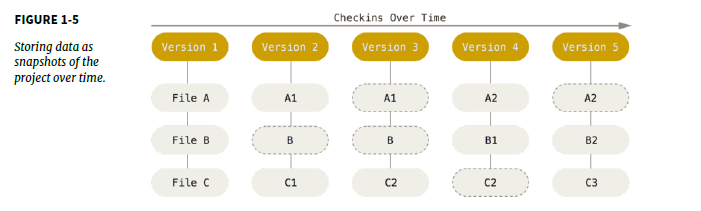 FIGURE 1-5
Storing data as
snapshots of the
project over time.
Checkins Over Time
Version 1 Version 2 Version 3 Version 4 Version 5
File A A1 A1 A2 A2
File B B B B1 B2
File C C1 C2 C2 C3